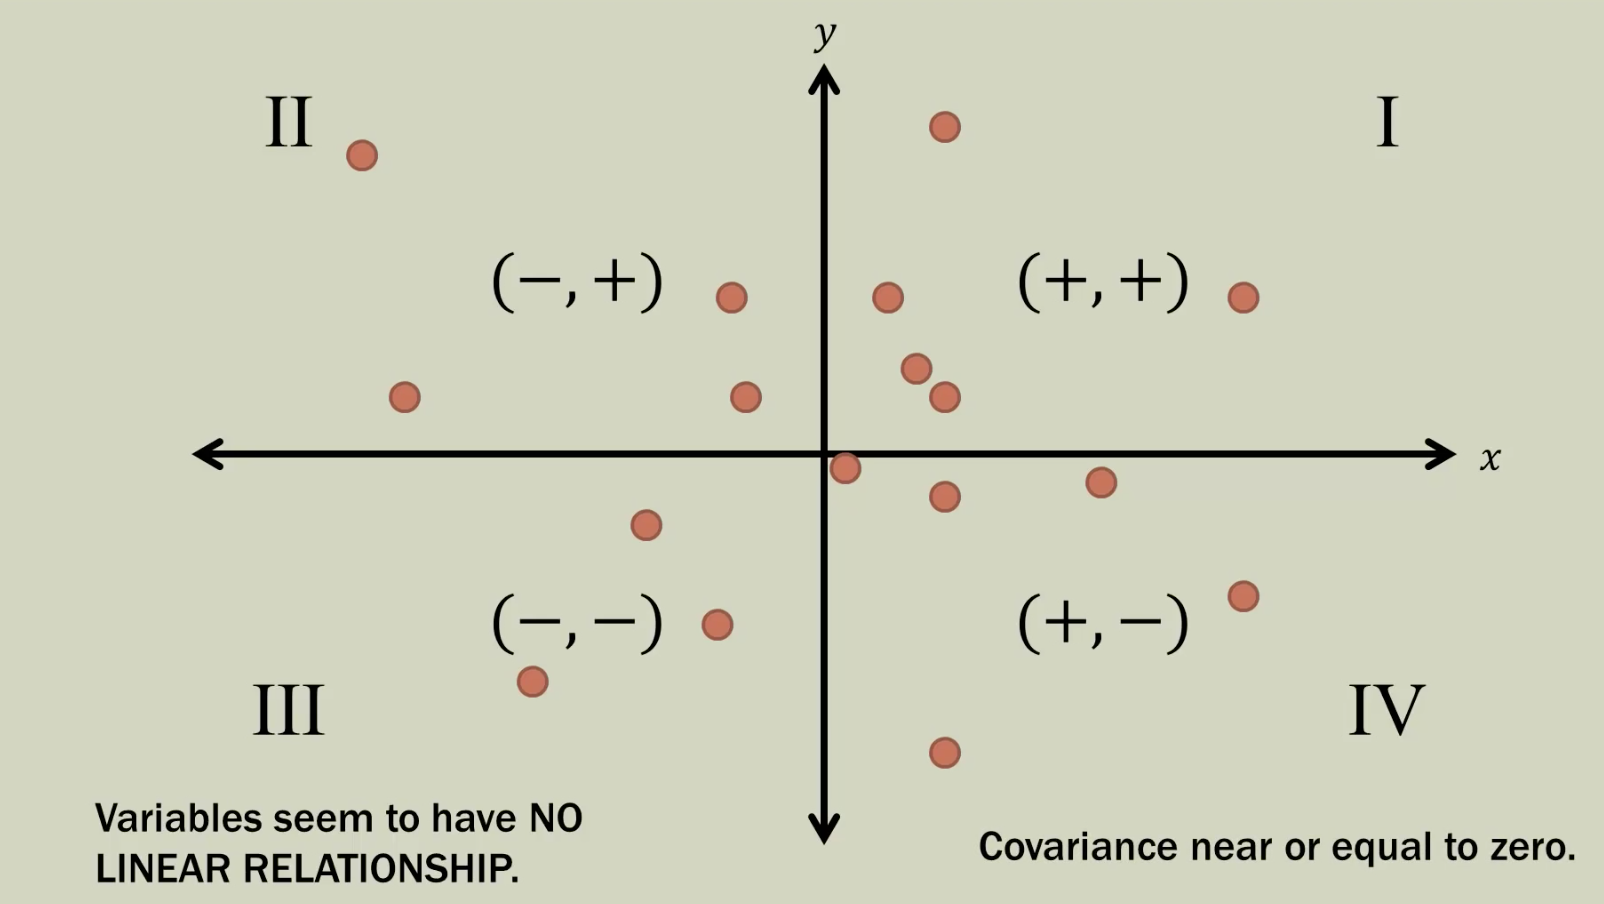 y
II
I
(−,+)
(+,+)
x
(−,−)
(+,−)
III
IV
Variables seem to have NO
LINEAR RELATIONSHIP.
Covariance near or equal to zero.